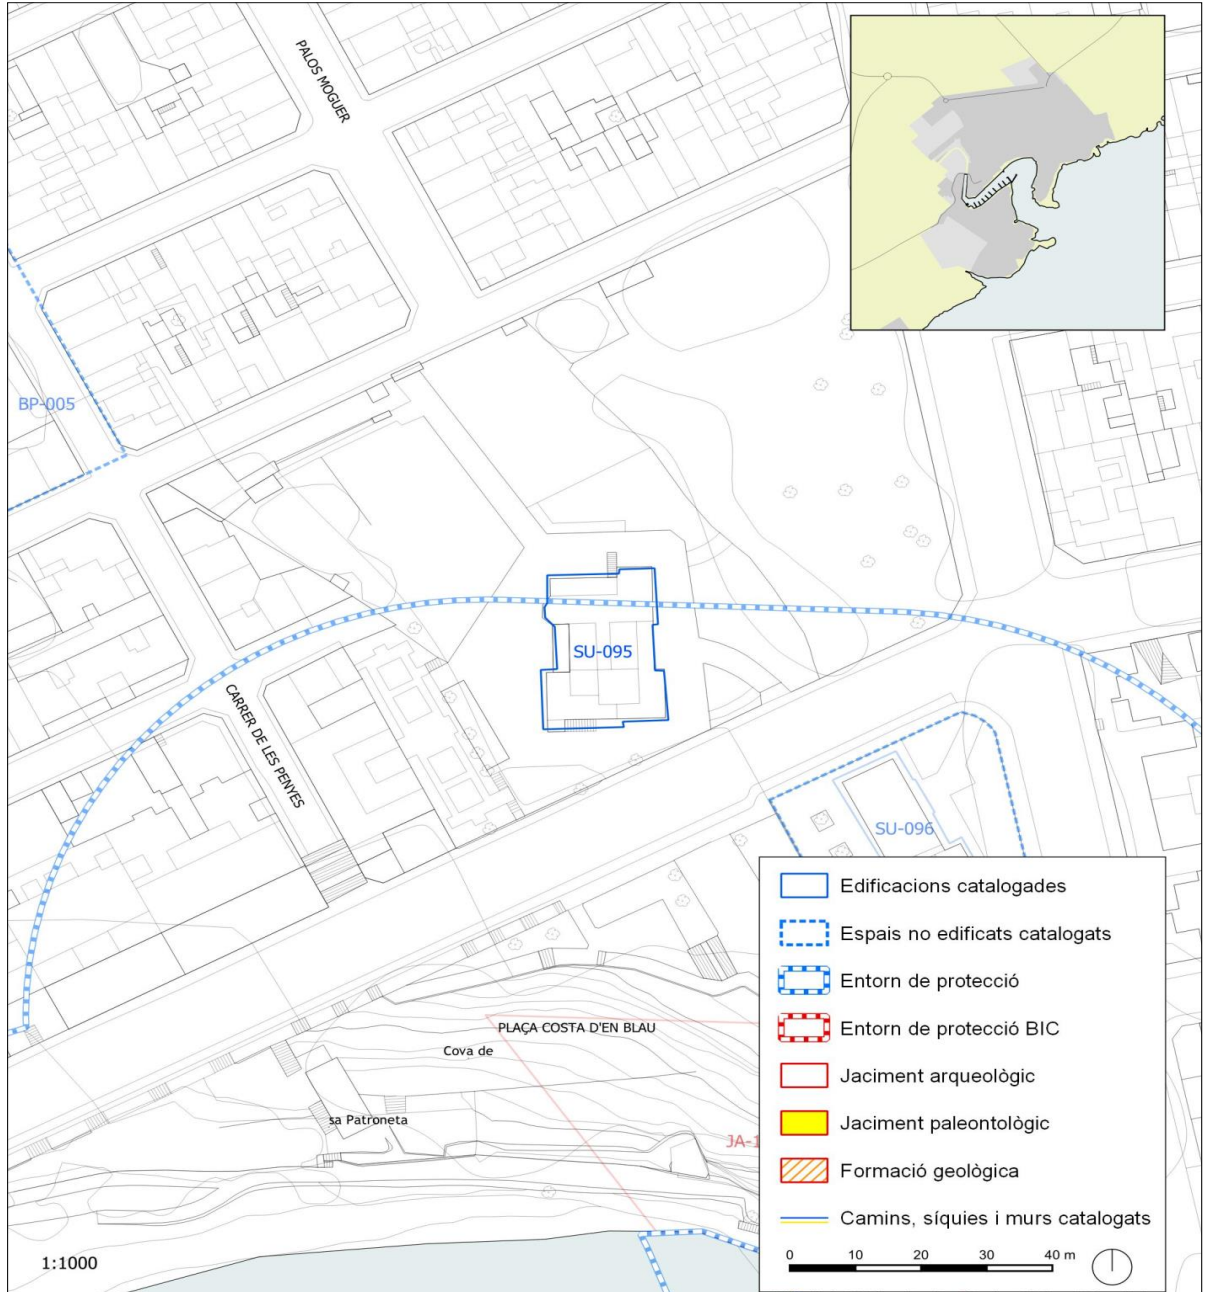 PALOS MOGUER
BP-005
SU-095
CARRER DE LES PENYES
SU-096
PLAÇA COSTA D'EN BLAU
Cova de
sa Patroneta
JA-1
1:1000
Edificacions catalogades
Espais no edificats catalogats
Entorn de protecció
Entorn de protecció BIC
Jaciment arqueològic
Jaciment paleontològic
Formació geològica
Camins, síquies i murs catalogats
0 10 20 30 40 m